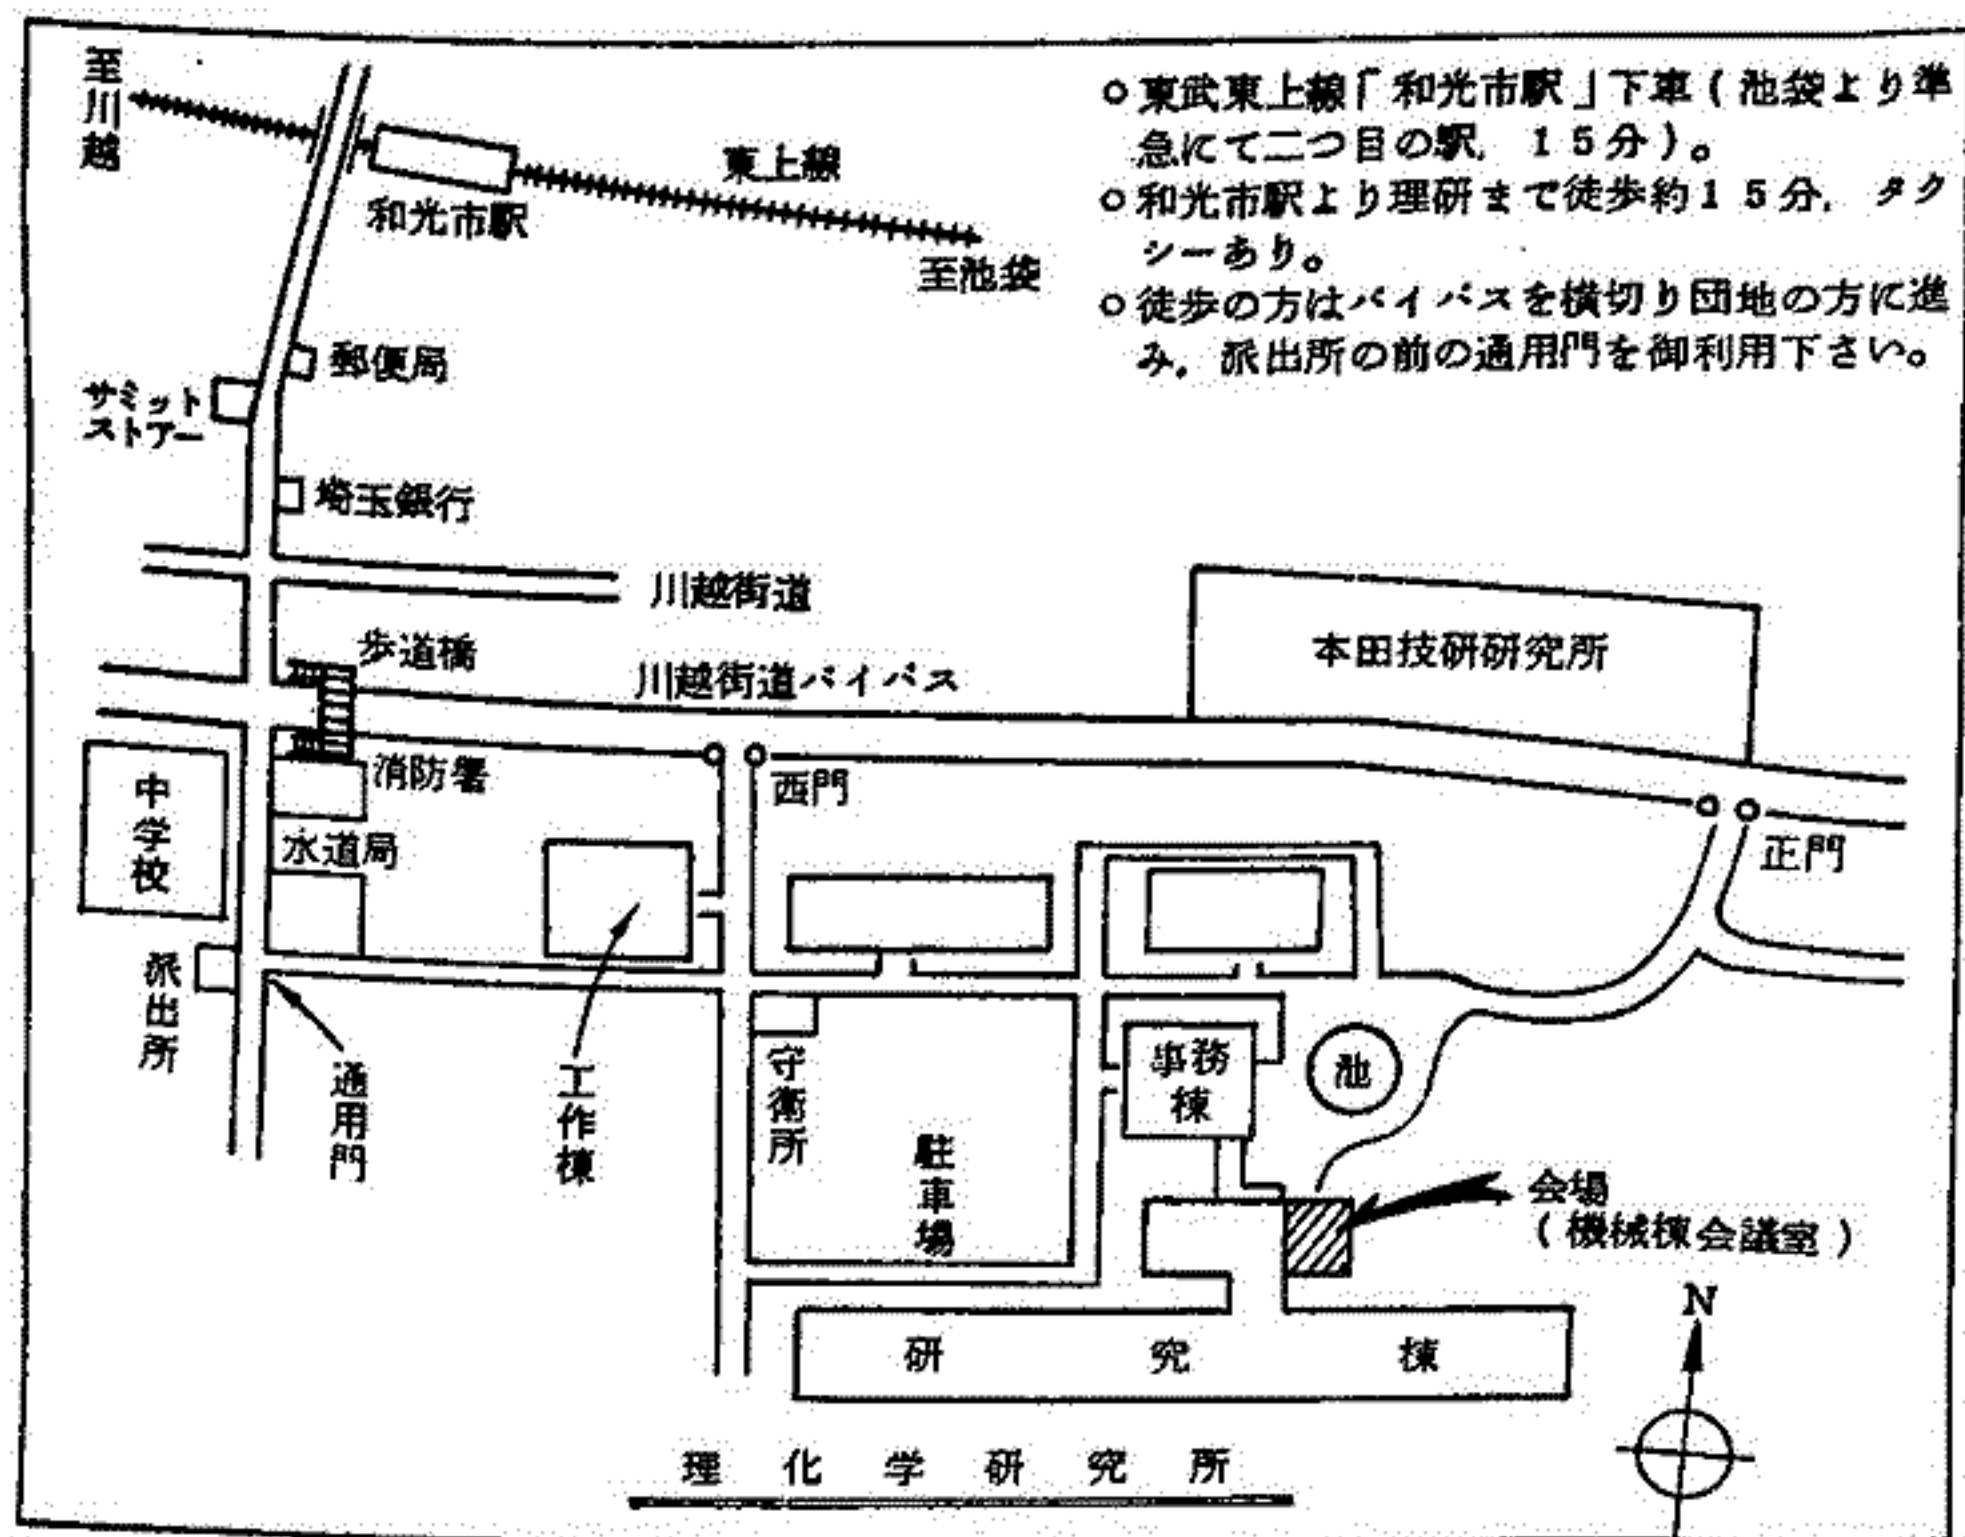 至川越
東上線
和光市駅
至池袋
○東武東上線「和光市駅」下車(池袋より準
急にて二つ目の駅，15分)。
○和光市駅より理研まで徒歩約15分，タク
シーあり。
○徒歩の方はバイパスを横切り団地の方に進
み，派出所の前の通用門を御利用下さい。
郵便局
サミット
ストアー
埼玉銀行
川越街道
歩道橋
川越街道バイパス
本田技研研究所
中学校
消防署
水道局
西門
正門
派出所
通用門
工作棟
守衛所
駐車場
事務
棟
池
会場
(機械棟会議室)
研究棟
N
理化学研究所